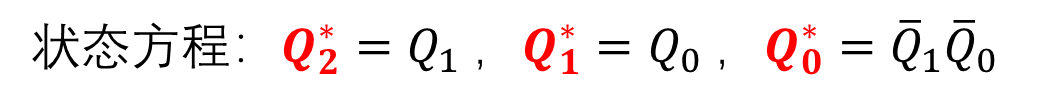 状态方程：Q₂* = Q₁ ， Q₁* = Q₀ ， Q₀* = Q̄₁Q̄₀